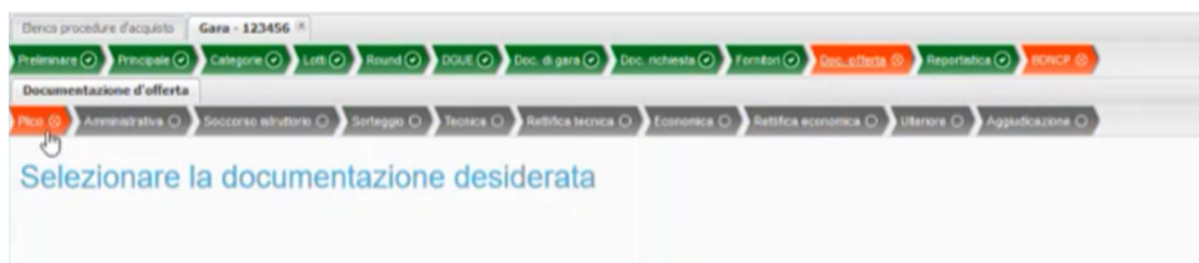 Elenco procedure d'acquisto Gara - 123456
Preliminare Principale Categorie Lotti Round DGUE Doc. di gara Doc. richiesta Fornitori Doc. offerta Reportistica BDNCP
Documentazione d'offerta
Plico Amministrativa Soccorso istruttorio Sorteggio Tecnica Rettifica tecnica Economica Rettifica economica Ulteriore Aggiudicazione
Selezionare la documentazione desiderata